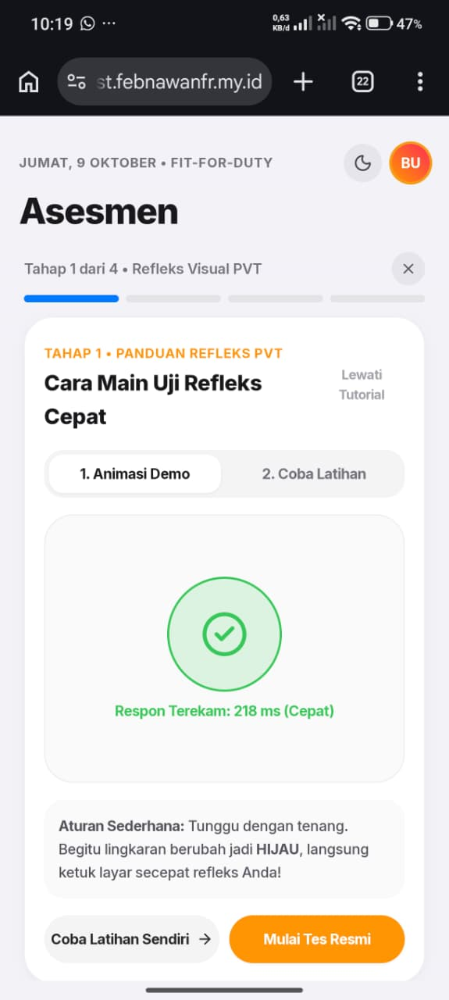 10:19
0,63
KB/d
47%
st.febnawanfr.my.id
22
JUMAT, 9 OKTOBER • FIT-FOR-DUTY
BU
Asesmen
Tahap 1 dari 4 • Refleks Visual PVT
TAHAP 1 • PANDUAN REFLEKS PVT
Cara Main Uji Refleks
Cepat
Lewati
Tutorial
1. Animasi Demo
2. Coba Latihan
Respon Terekam: 218 ms (Cepat)
Aturan Sederhana: Tunggu dengan tenang.
Begitu lingkaran berubah jadi HIJAU, langsung
ketuk layar secepat refleks Anda!
Coba Latihan Sendiri →
Mulai Tes Resmi